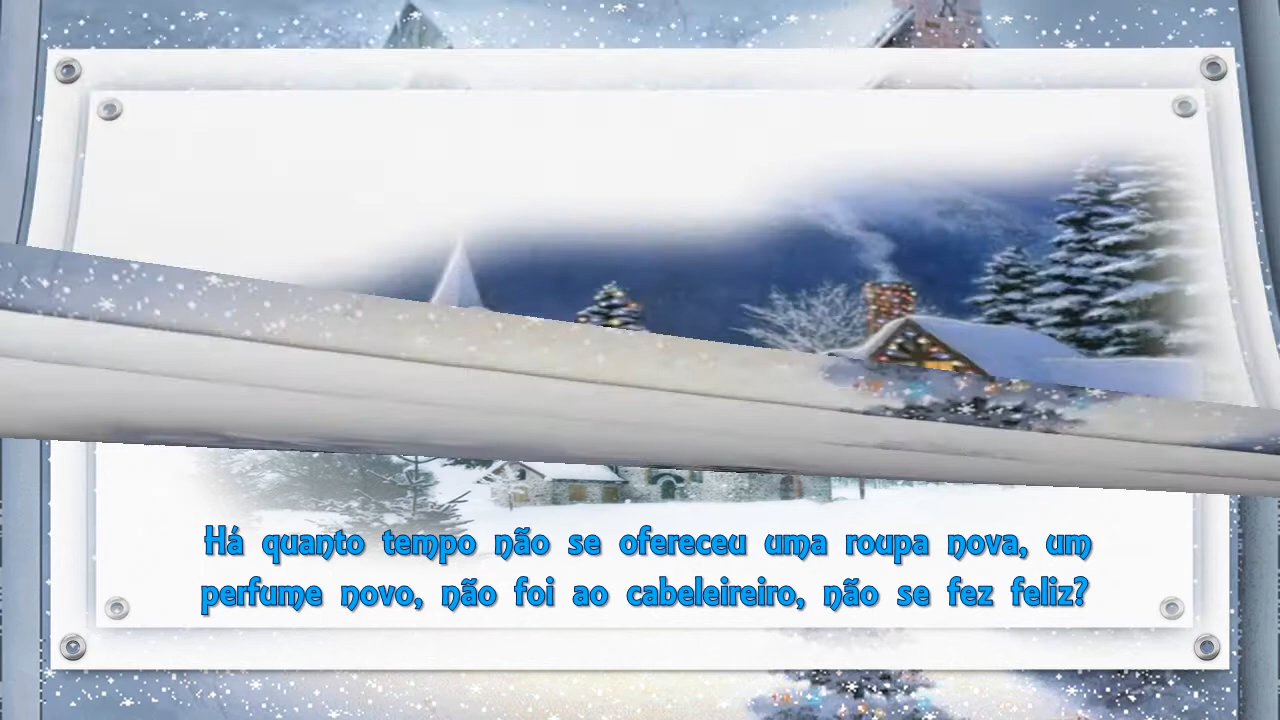 Há quanto tempo não se ofereceu uma roupa nova, um
perfume novo, não foi ao cabeleireiro, não se fez feliz?